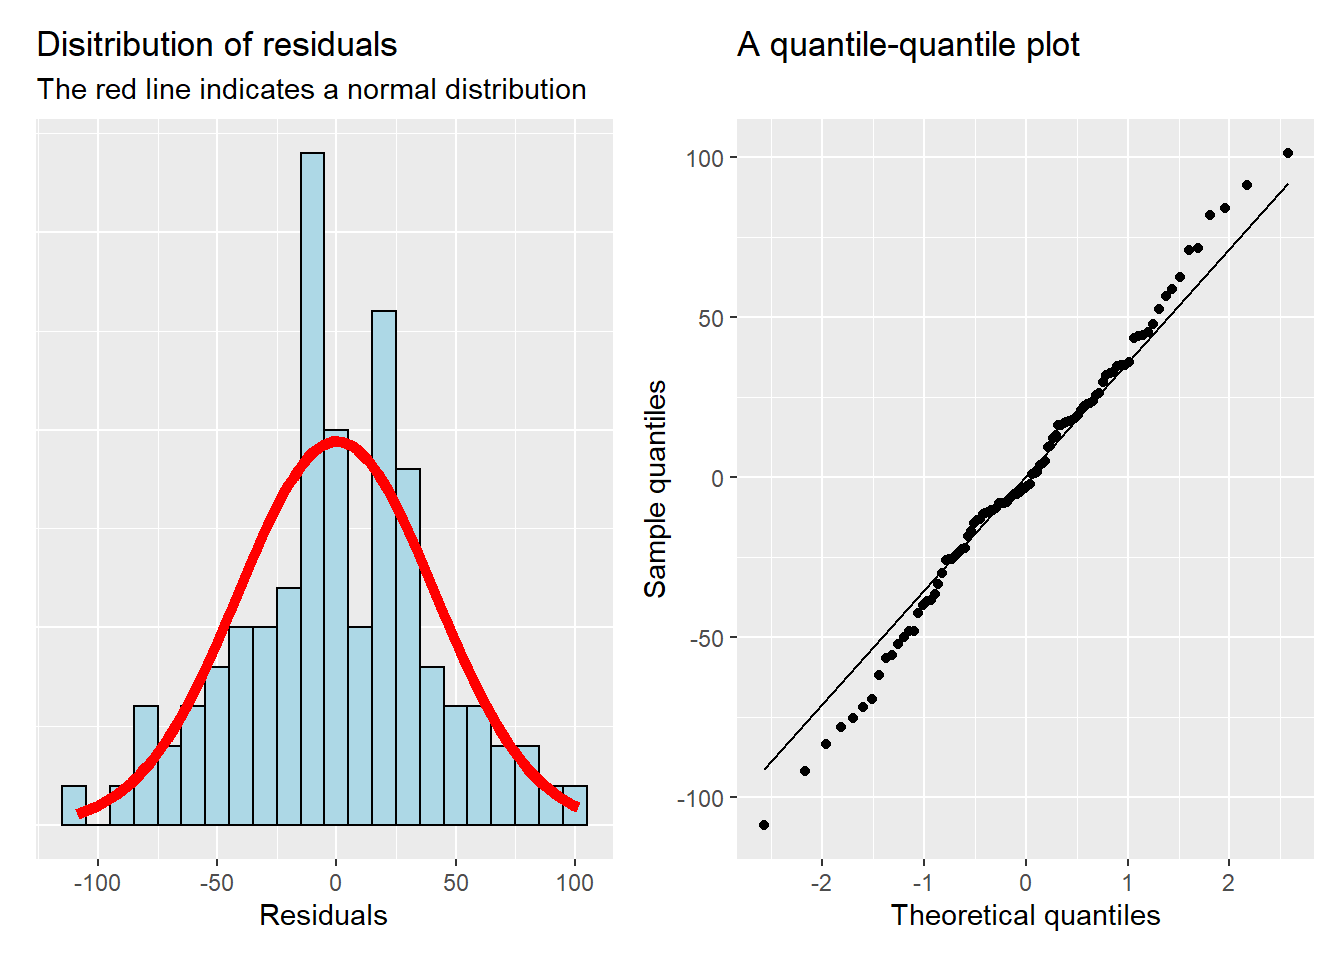 Disitribution of residuals
The red line indicates a normal distribution
-100 -50 0 50 100
Residuals
A quantile-quantile plot
100
50
0
-50
-100
Sample quantiles
-2 -1 0 1 2
Theoretical quantiles